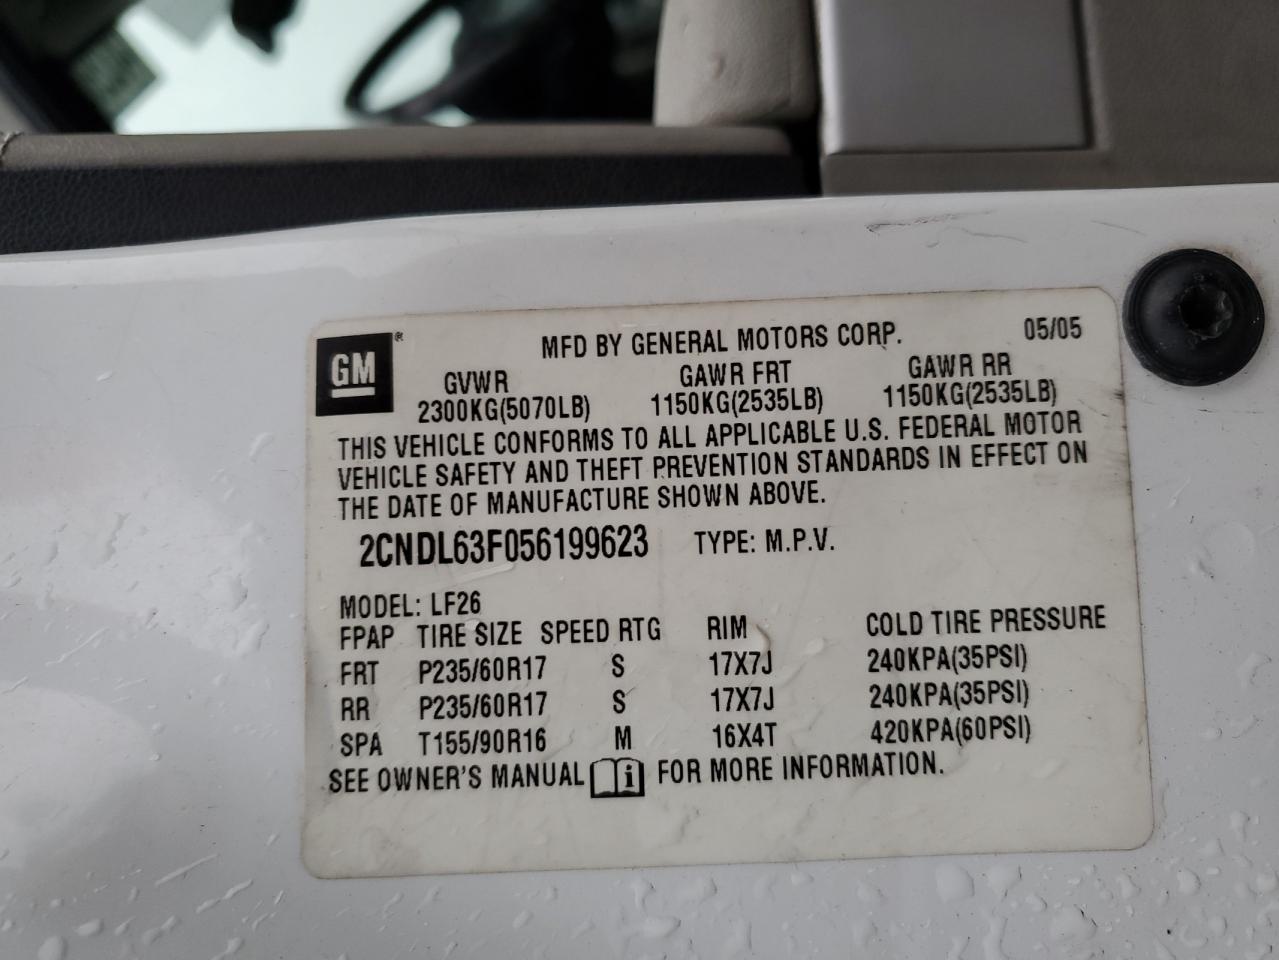 GM ®
MFD BY GENERAL MOTORS CORP. 05/05
GVWR GAWR FRT GAWR RR
2300KG(5070LB) 1150KG(2535LB) 1150KG(2535LB)
THIS VEHICLE CONFORMS TO ALL APPLICABLE U.S. FEDERAL MOTOR
VEHICLE SAFETY AND THEFT PREVENTION STANDARDS IN EFFECT ON
THE DATE OF MANUFACTURE SHOWN ABOVE.
2CNDL63F056199623 TYPE: M.P.V.
MODEL: LF26
FPAP TIRE SIZE SPEED RTG RIM COLD TIRE PRESSURE
FRT P235/60R17 S 17X7J 240KPA(35PSI)
RR P235/60R17 S 17X7J 240KPA(35PSI)
SPA T155/90R16 M 16X4T 420KPA(60PSI)
SEE OWNER'S MANUAL i FOR MORE INFORMATION.